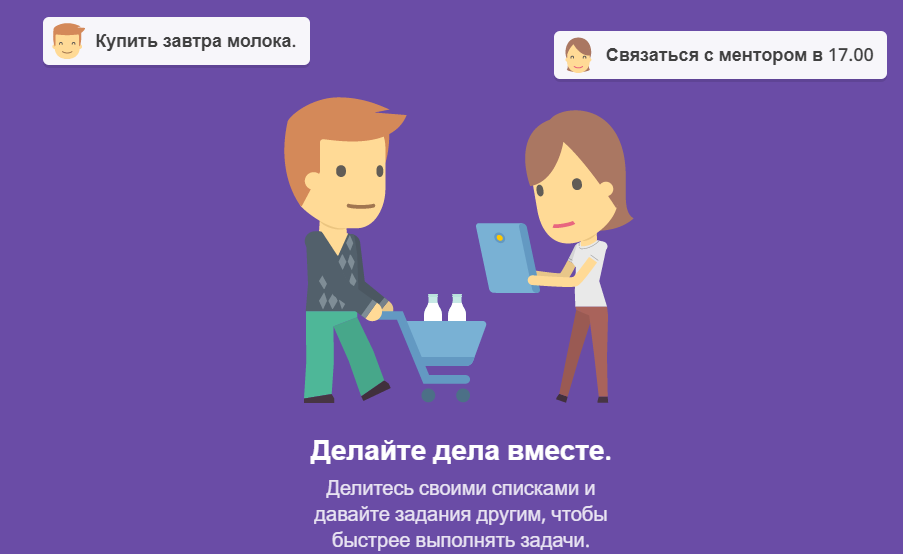 Купить завтра молока.
Связаться с ментором в 17.00
Делайте дела вместе.
Делитесь своими списками и
давайте задания другим, чтобы
быстрее выполнять задачи.